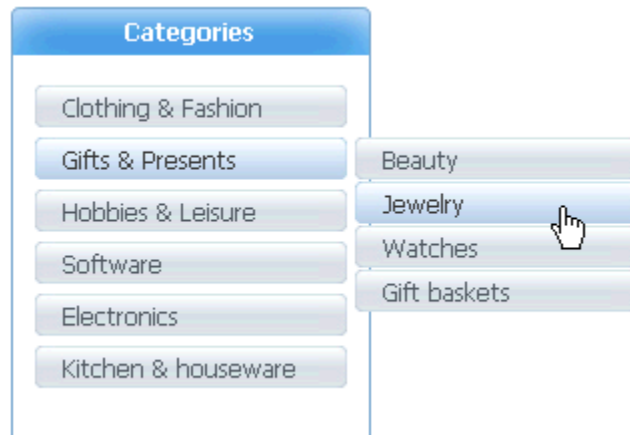 Categories
Clothing & Fashion
Gifts & Presents
Hobbies & Leisure
Software
Electronics
Kitchen & houseware
Beauty
Jewelry
Watches
Gift baskets